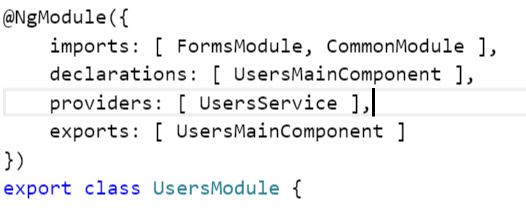 @NgModule({
    imports: [ FormsModule, CommonModule ],
    declarations: [ UsersMainComponent ],
    providers: [ UsersService ],
    exports: [ UsersMainComponent ]
})
export class UsersModule {